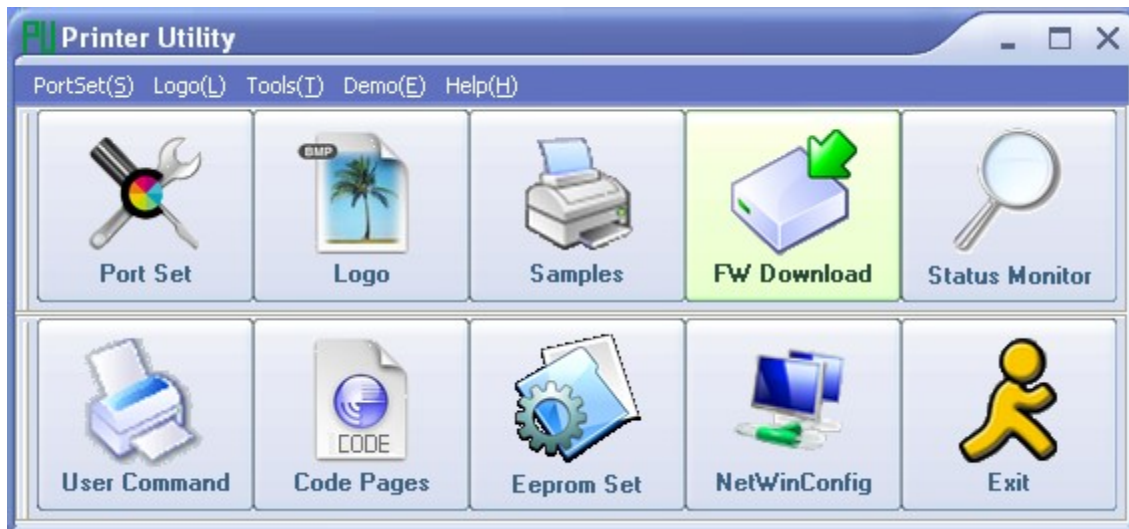 PU Printer Utility
PortSet(S) Logo(L) Tools(T) Demo(E) Help(H)
BMP
Port Set Logo Samples FW Download Status Monitor
CODE
User Command Code Pages Eeprom Set NetWinConfig Exit